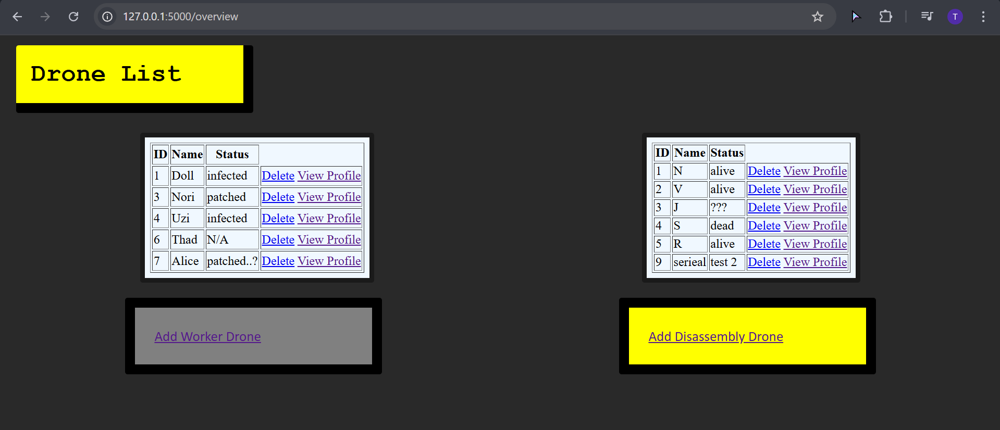 127.0.0.1:5000/overview
T
Drone List
ID Name Status
1 Doll infected Delete View Profile
3 Nori patched Delete View Profile
4 Uzi infected Delete View Profile
6 Thad N/A Delete View Profile
7 Alice patched..? Delete View Profile
ID Name Status
1 N alive Delete View Profile
2 V alive Delete View Profile
3 J ??? Delete View Profile
4 S dead Delete View Profile
5 R alive Delete View Profile
9 serieal test 2 Delete View Profile
Add Worker Drone
Add Disassembly Drone